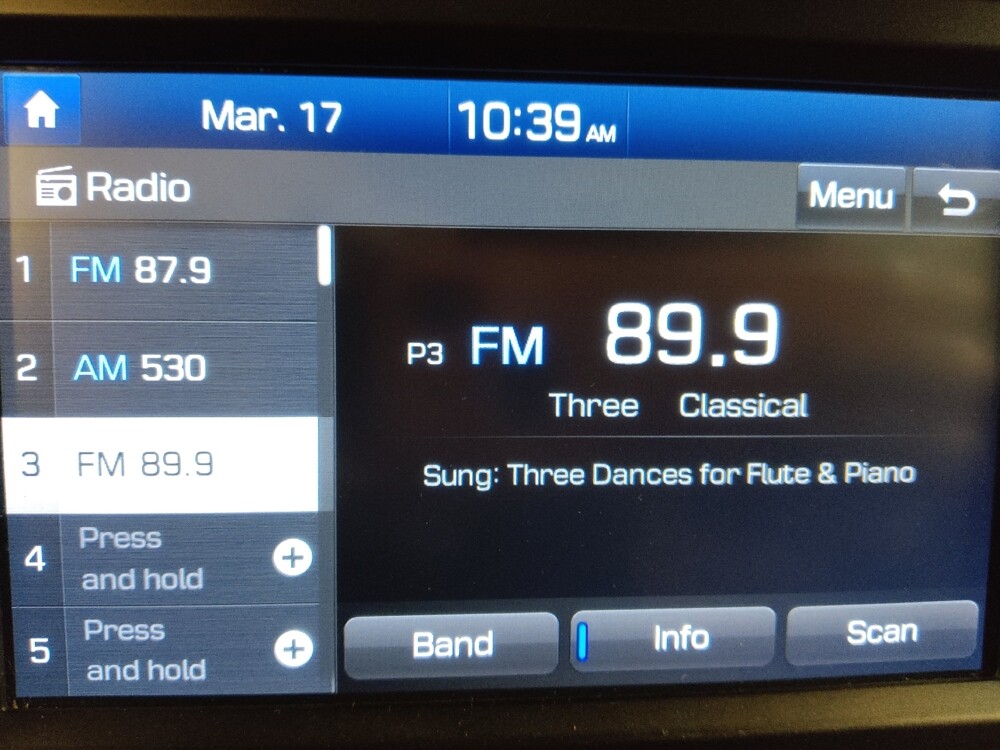 Mar. 17 10:39 AM
Radio Menu
1 FM 87.9
2 AM 530
3 FM 89.9
4 Press and hold
5 Press and hold
P3 FM 89.9
Three Classical
Sung: Three Dances for Flute & Piano
Band Info Scan